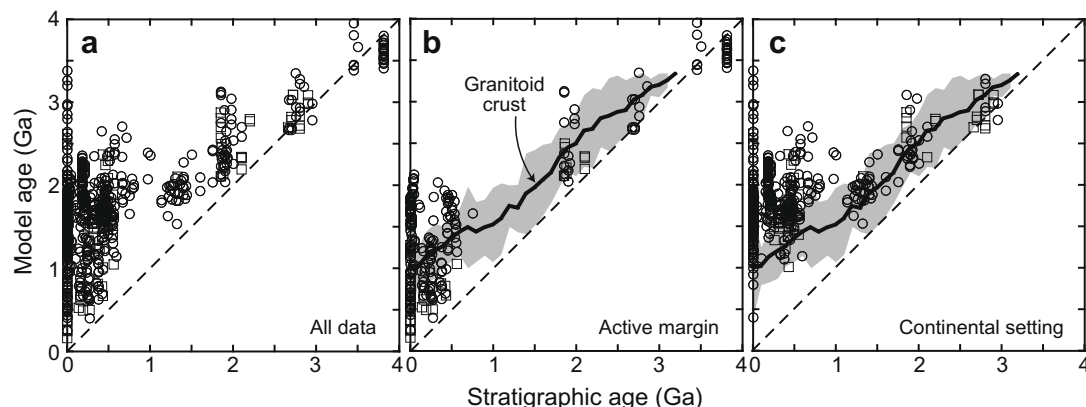 a
b
c
Granitoid
crust
Model age (Ga)
4
3
2
1
0
All data
Active margin
Continental setting
0 1 2 3 4 0 1 2 3 4 0 1 2 3 4
Stratigraphic age (Ga)